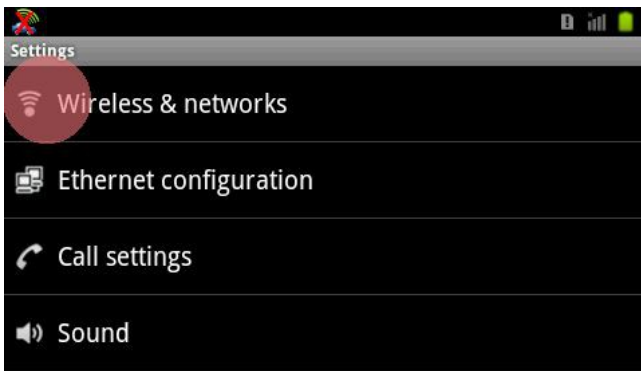 Settings
Wireless & networks
Ethernet configuration
Call settings
Sound